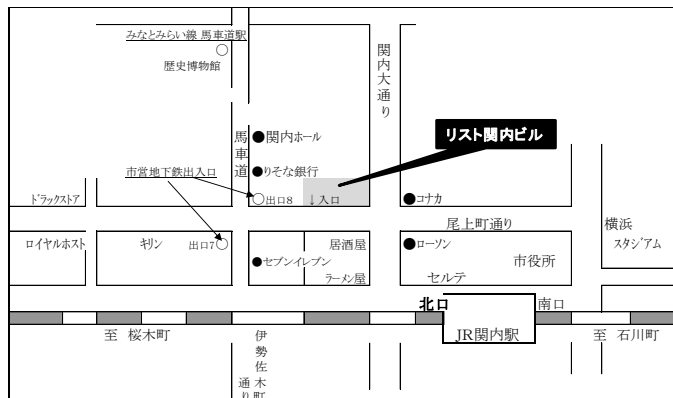 みなとみらい線 馬車道駅
歴史博物館
関内大通り
馬車道
●関内ホール
リスト関内ビル
●りそな銀行
市営地下鉄出入口
ドラックストア
○出口8
↓入口
●コナカ
尾上町通り
横浜
スタジアム
ロイヤルホスト
キリン
出口7○
居酒屋
●ローソン
●セブンイレブン
市役所
ラーメン屋
セルテ
北口
南口
至 桜木町
JR関内駅
至 石川町
伊勢佐木町
通り